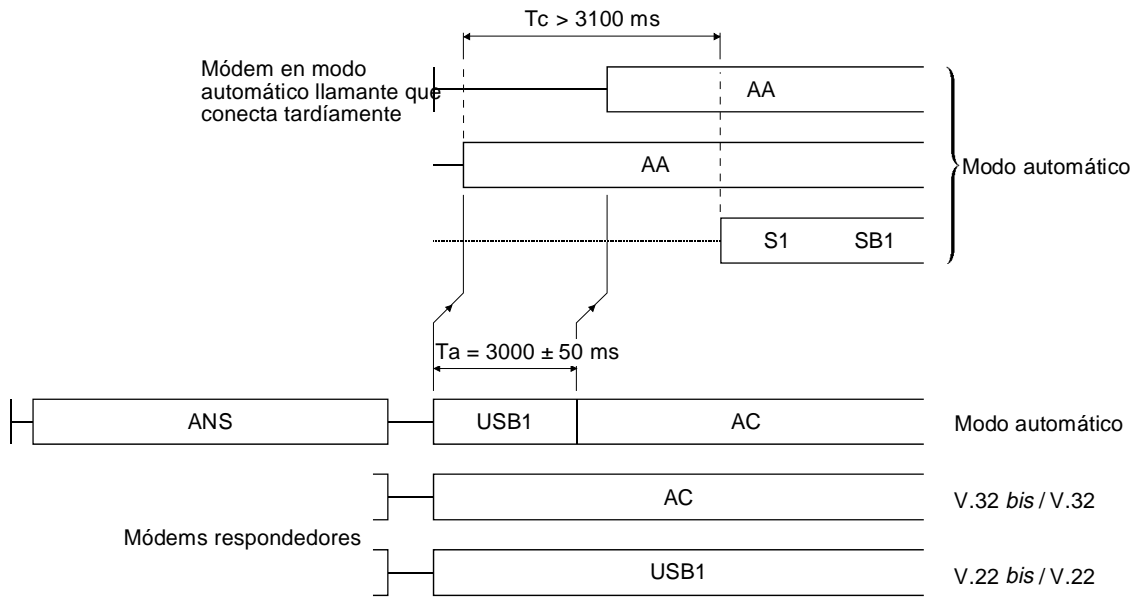 Tc > 3100 ms
Módem en modo
automático llamante que
conecta tardíamente
AA
AA
Modo automático
S1 SB1
Ta = 3000 ± 50 ms
ANS USB1 AC Modo automático
AC V.32 bis / V.32
Módems respondedores
USB1 V.22 bis / V.22